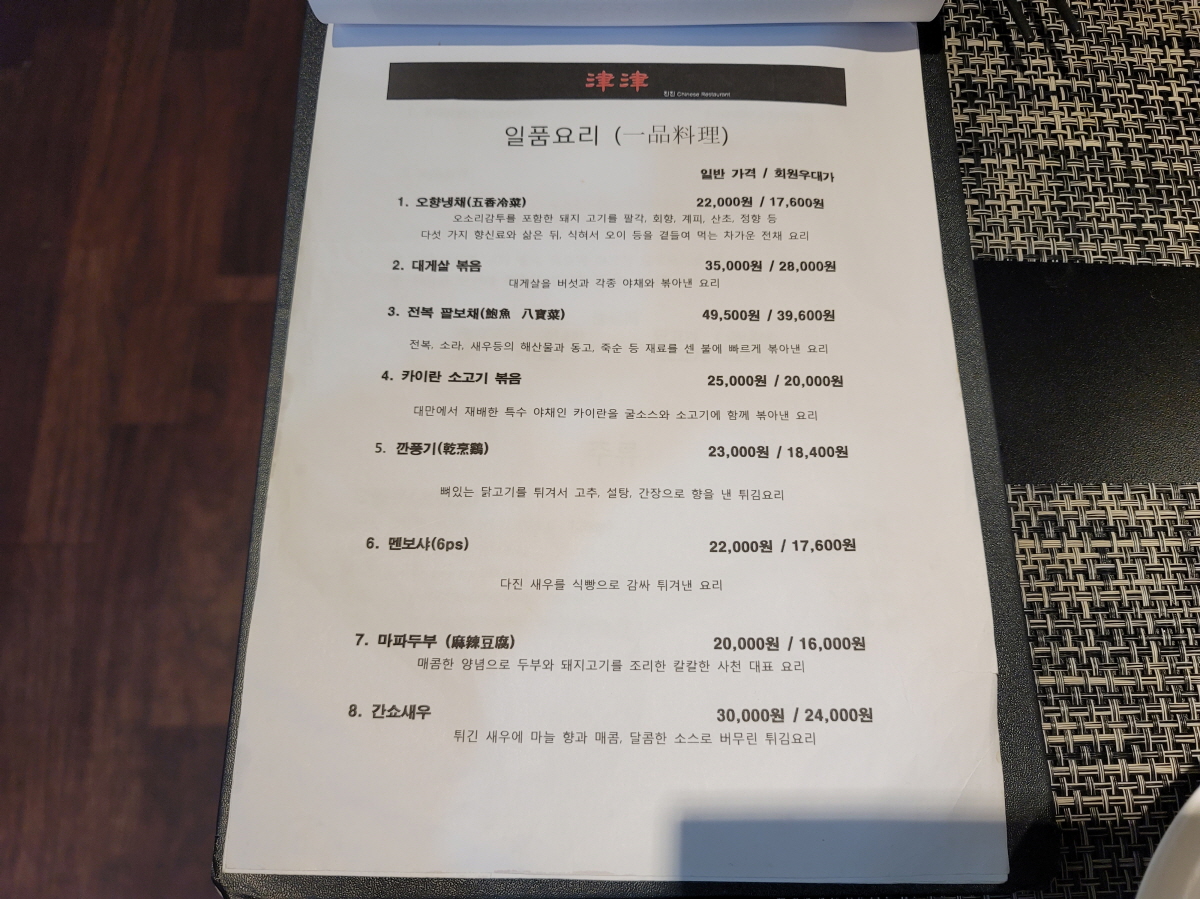 津津
진진 Chinese Restaurant
일품요리 (一品料理)
일반 가격 / 회원우대가
1. 오향냉채(五香冷菜) 22,000원 / 17,600원
오소리감투를 포함한 돼지 고기를 팔각, 회향, 계피, 산초, 정향 등
다섯 가지 향신료와 삶은 뒤, 식혀서 오이 등을 곁들여 먹는 차가운 전채 요리
2. 대게살 볶음 35,000원 / 28,000원
대게살을 버섯과 각종 야채와 볶아낸 요리
3. 전복 팔보채(鮑魚 八寶菜) 49,500원 / 39,600원
전복, 소라, 새우등의 해산물과 동고, 죽순 등 재료를 센 불에 빠르게 볶아낸 요리
4. 카이란 소고기 볶음 25,000원 / 20,000원
대만에서 재배한 특수 야채인 카이란을 굴소스와 소고기에 함께 볶아낸 요리
5. 깐풍기(乾烹鷄) 23,000원 / 18,400원
뼈있는 닭고기를 튀겨서 고추, 설탕, 간장으로 향을 낸 튀김요리
6. 멘보샤(6ps) 22,000원 / 17,600원
다진 새우를 식빵으로 감싸 튀겨낸 요리
7. 마파두부 (麻辣豆腐) 20,000원 / 16,000원
매콤한 양념으로 두부와 돼지고기를 조리한 칼칼한 사천 대표 요리
8. 간쇼새우 30,000원 / 24,000원
튀긴 새우에 마늘 향과 매콤, 달콤한 소스로 버무린 튀김요리